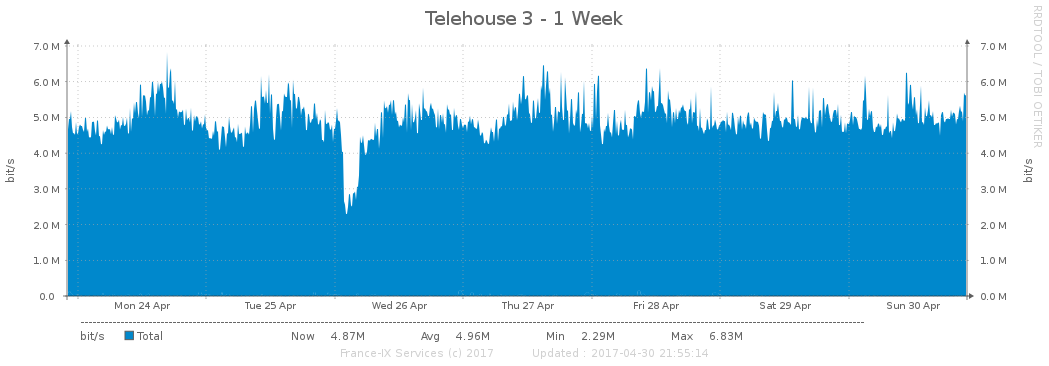 Telehouse 3 - 1 Week
RRDTOOL / TOBI OETIKER
7.0 M 7.0 M
6.0 M 6.0 M
5.0 M 5.0 M
4.0 M 4.0 M
3.0 M 3.0 M
2.0 M 2.0 M
1.0 M 1.0 M
0.0 0.0 M
bit/s bit/s
Mon 24 Apr Tue 25 Apr Wed 26 Apr Thu 27 Apr Fri 28 Apr Sat 29 Apr Sun 30 Apr
bit/s Total Now 4.87M Avg 4.96M Min 2.29M Max 6.83M
France-IX Services (c) 2017 Updated : 2017-04-30 21:55:14